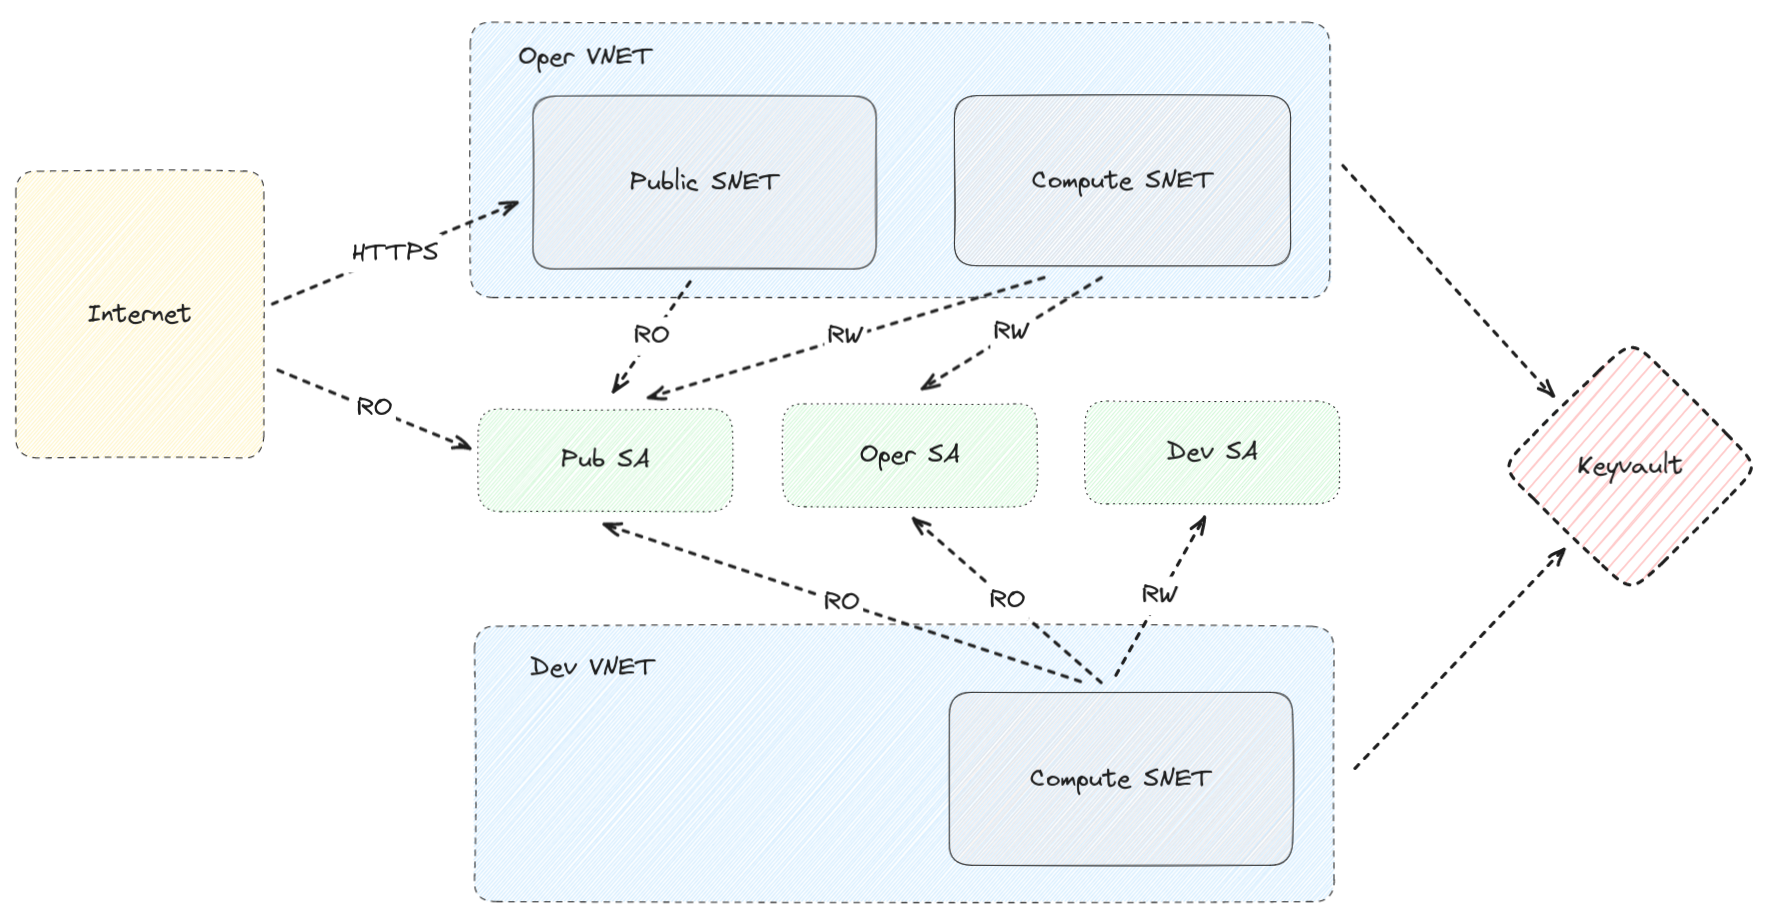 Oper VNET
Public SNET
Compute SNET
HTTPS
Internet
RO
RW
RW
RO
Pub SA
Oper SA
Dev SA
Keyvault
RO
RO
RW
Dev VNET
Compute SNET